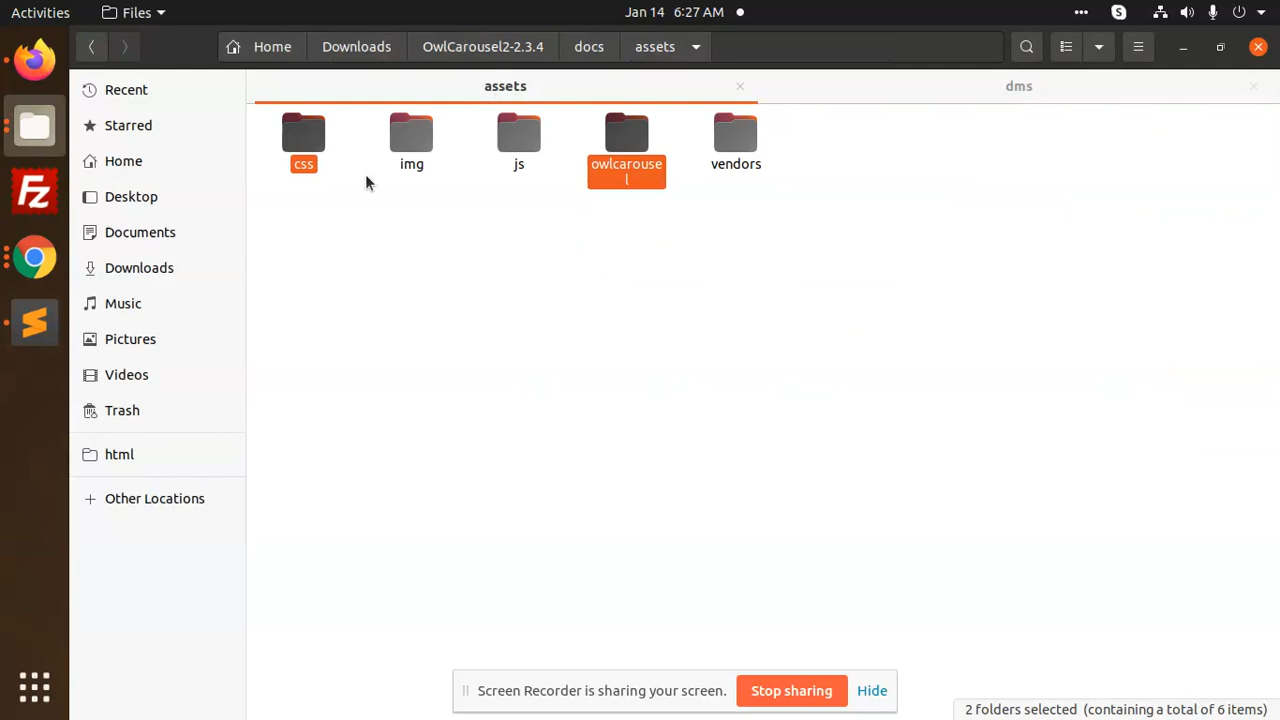 Activities
Files
Jan 14 6:27 AM
Home
Downloads
OwlCarousel2-2.3.4
docs
assets
assets
dms
Recent
Starred
Home
Desktop
Documents
Downloads
Music
Pictures
Videos
Trash
html
Other Locations
css
img
js
owlcarouse
l
vendors
Screen Recorder is sharing your screen.
Stop sharing
Hide
2 folders selected (containing a total of 6 items)